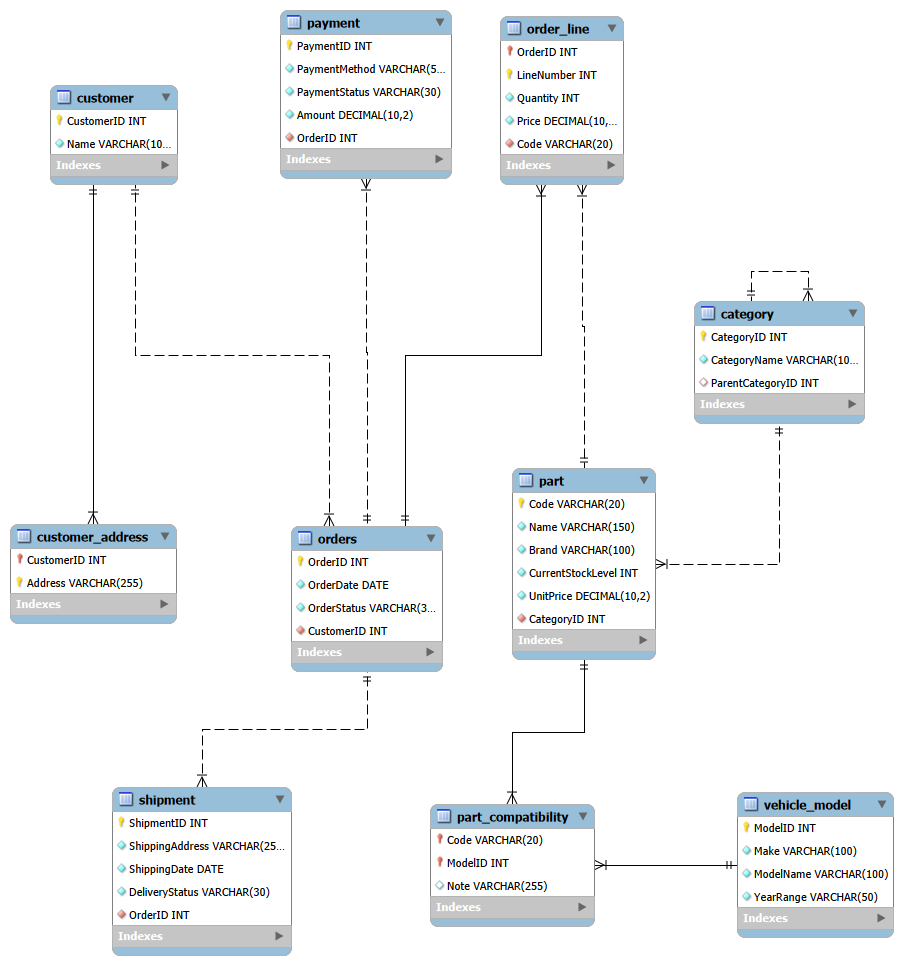 payment
PaymentID INT
PaymentMethod VARCHAR(5...
PaymentStatus VARCHAR(30)
Amount DECIMAL(10,2)
OrderID INT
Indexes
order_line
OrderID INT
LineNumber INT
Quantity INT
Price DECIMAL(10,...
Code VARCHAR(20)
Indexes
customer
CustomerID INT
Name VARCHAR(10...
Indexes
category
CategoryID INT
CategoryName VARCHAR(10...
ParentCategoryID INT
Indexes
customer_address
CustomerID INT
Address VARCHAR(255)
Indexes
orders
OrderID INT
OrderDate DATE
OrderStatus VARCHAR(3...
CustomerID INT
Indexes
part
Code VARCHAR(20)
Name VARCHAR(150)
Brand VARCHAR(100)
CurrentStockLevel INT
UnitPrice DECIMAL(10,2)
CategoryID INT
Indexes
shipment
ShipmentID INT
ShippingAddress VARCHAR(25...
ShippingDate DATE
DeliveryStatus VARCHAR(30)
OrderID INT
Indexes
part_compatibility
Code VARCHAR(20)
ModelID INT
Note VARCHAR(255)
Indexes
vehicle_model
ModelID INT
Make VARCHAR(100)
ModelName VARCHAR(100)
YearRange VARCHAR(50)
Indexes